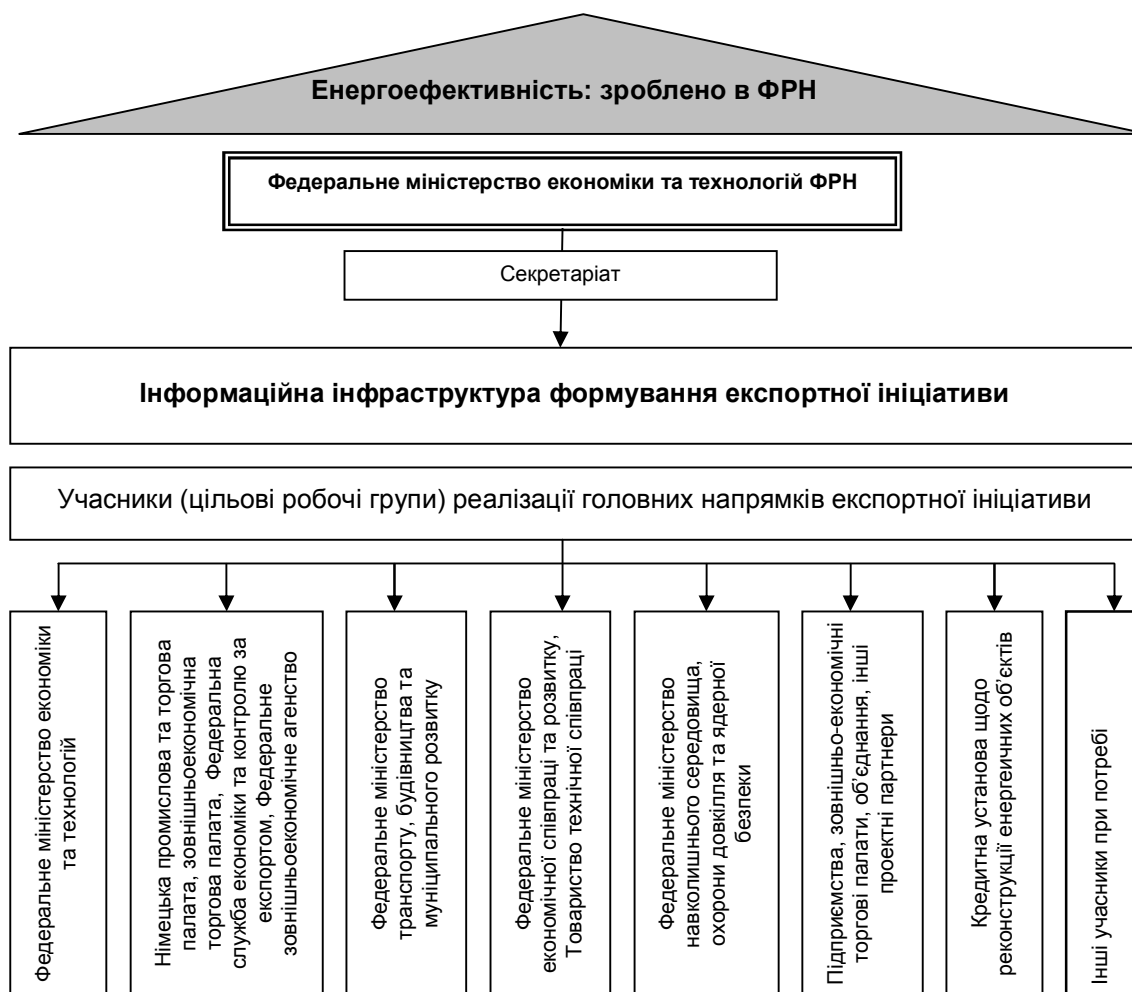 Енергоефективність: зроблено в ФРН
Федеральне міністерство економіки та технологій ФРН
Секретаріат
Інформаційна інфраструктура формування експортної ініціативи
Учасники (цільові робочі групи) реалізації головних напрямків експортної ініціативи
Федеральне міністерство економіки
та технологій
Німецька промислова та торгова
палата, зовнішньоекономічна
торгова палата, Федеральна
служба економіки та контролю за
експортом, Федеральне
зовнішньоекономічне агенство
Федеральне міністерство
транспорту, будівництва та
муніципального розвитку
Федеральне міністерство
економічної співпраці та розвитку,
Товариство технічної співпраці
Федеральне міністерство
навколишнього середовища,
охорони довкілля та ядерної
безпеки
Підприємства, зовнішньо-економічні
торгові палати, об’єднання, інші
проектні партнери
Кредитна установа щодо
реконструкції енергеичних об’єктів
Інші учасники при потребі